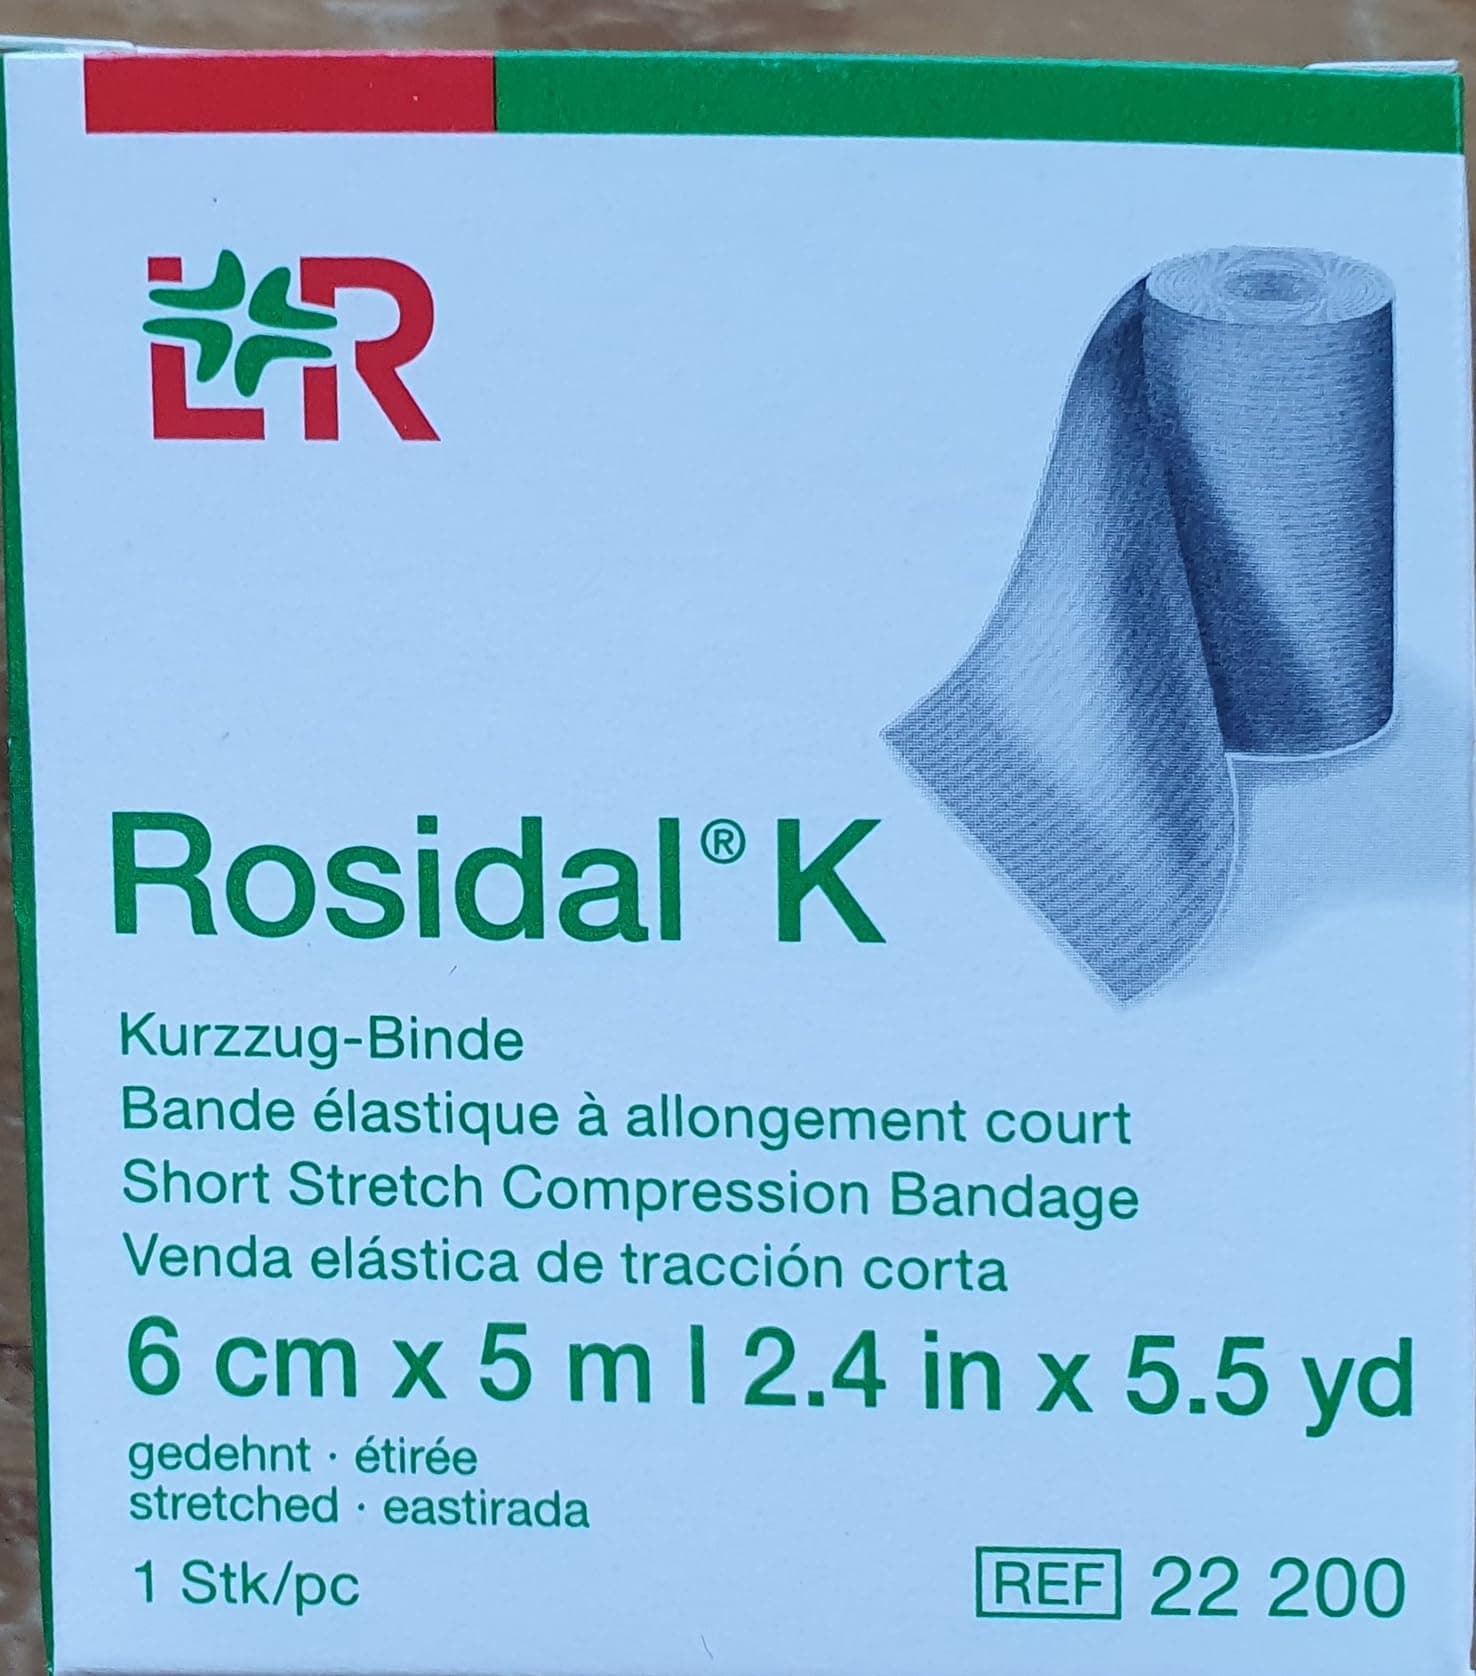 L&R
Rosidal® K
Kurzzug-Binde
Bande élastique à allongement court
Short Stretch Compression Bandage
Venda elástica de tracción corta
6 cm x 5 m | 2.4 in x 5.5 yd
gedehnt · étirée
stretched · eastirada
1 Stk/pc
REF 22 200